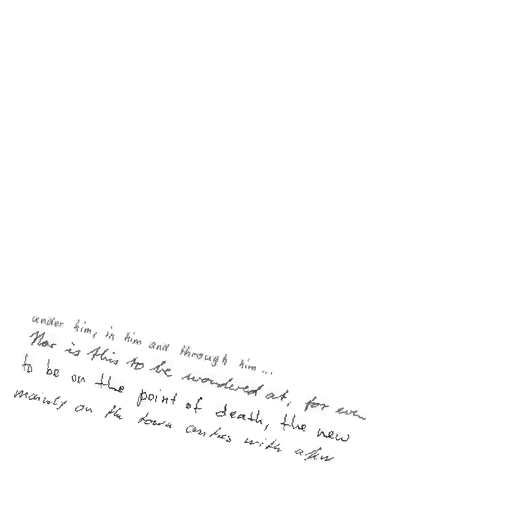 under him, in him and through him...
Nor is this to be wondered at, for even
to be on the point of death, the new
mainly on the town centres with a few